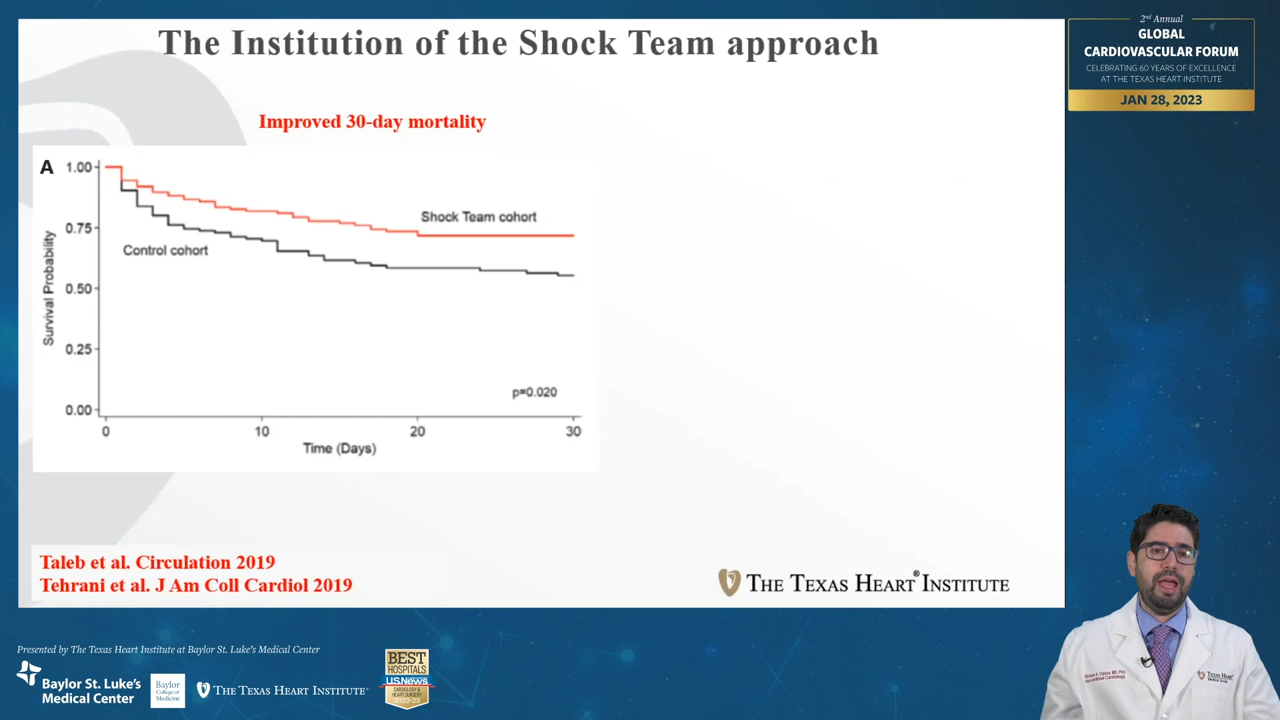 The Institution of the Shock Team approach
Improved 30-day mortality
A
1.00
0.75
0.50
0.25
0.00
Survival Probability
Shock Team cohort
Control cohort
p=0.020
0
10
20
30
Time (Days)
Taleb et al. Circulation 2019
Tehrani et al. J Am Coll Cardiol 2019
THE TEXAS HEART® INSTITUTE
2nd Annual
GLOBAL
CARDIOVASCULAR FORUM
CELEBRATING 60 YEARS OF EXCELLENCE
AT THE TEXAS HEART INSTITUTE
JAN 28, 2023
Presented by The Texas Heart Institute at Baylor St. Luke's Medical Center
Baylor St. Luke's
Medical Center
Baylor
College of
Medicine
THE TEXAS HEART INSTITUTE®
BEST
HOSPITALS
U.S.News
CARDIOLOGY &
HEART SURGERY
2022-23
TEXAS HEART